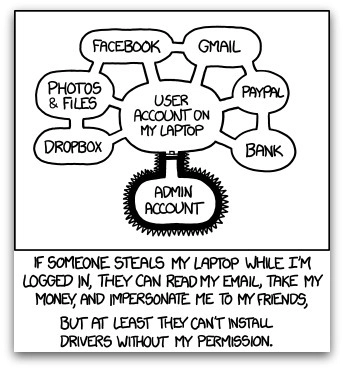 FACEBOOK
GMAIL
PHOTOS
& FILES
USER
ACCOUNT ON
MY LAPTOP
PAYPAL
DROPBOX
BANK
ADMIN
ACCOUNT
IF SOMEONE STEALS MY LAPTOP WHILE I'M
LOGGED IN, THEY CAN READ MY EMAIL, TAKE MY
MONEY, AND IMPERSONATE ME TO MY FRIENDS,
BUT AT LEAST THEY CAN'T INSTALL
DRIVERS WITHOUT MY PERMISSION.